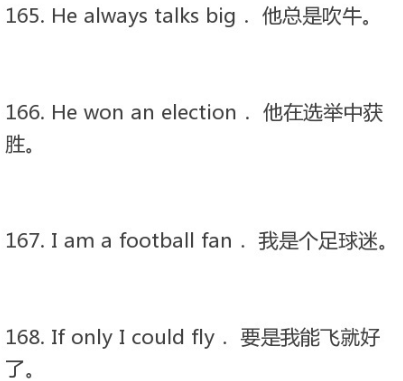 165. He always talks big． 他总是吹牛。
166. He won an election． 他在选举中获
胜。
167. I am a football fan． 我是个足球迷。
168. If only I could fly． 要是我能飞就好
了。